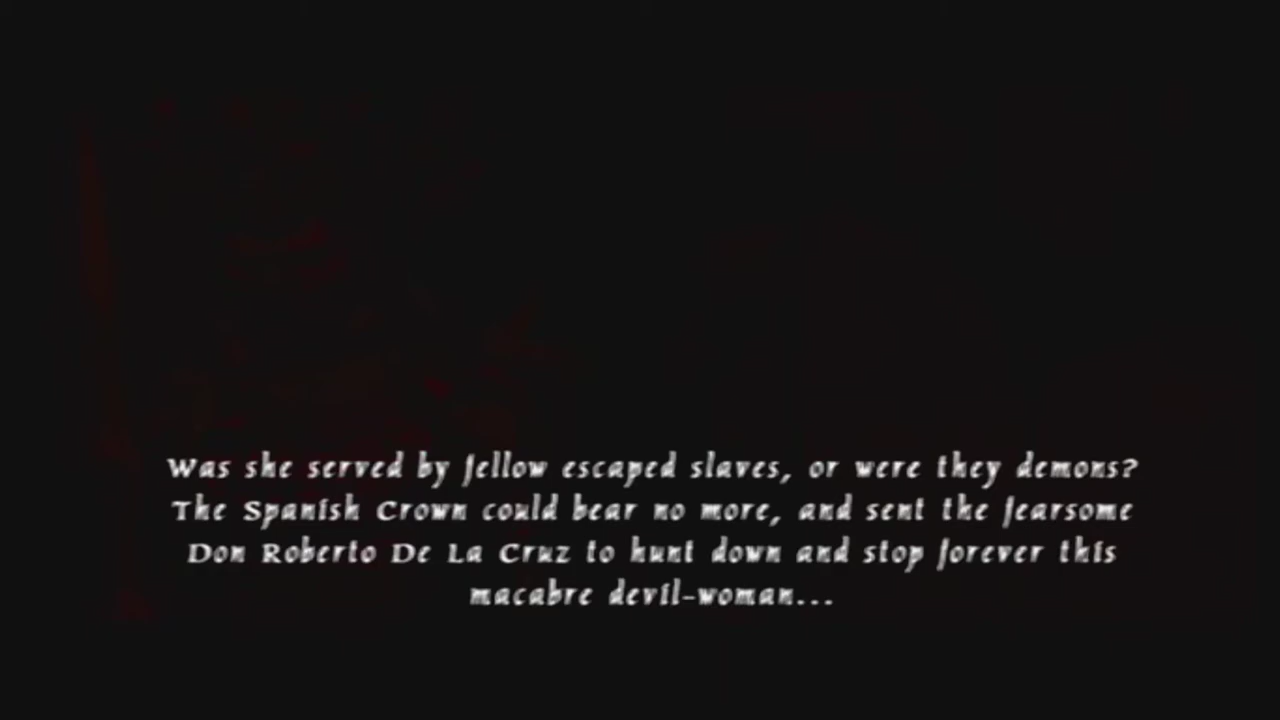 Was she served by fellow escaped slaves, or were they demons?
The Spanish Crown could bear no more, and sent the fearsome
Don Roberto De La Cruz to hunt down and stop forever this
macabre devil-woman...